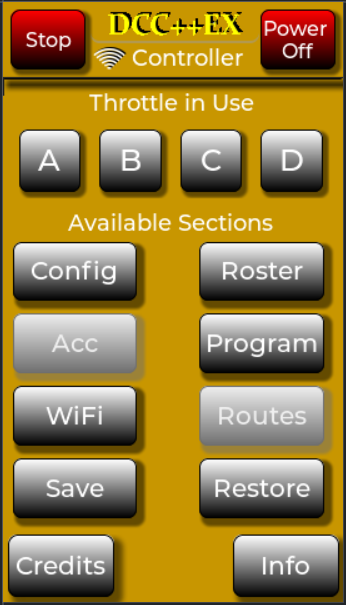 Stop
DCC++EX
Controller
Power
Off
Throttle in Use
A B C D
Available Sections
Config Roster
Acc Program
WiFi Routes
Save Restore
Credits Info